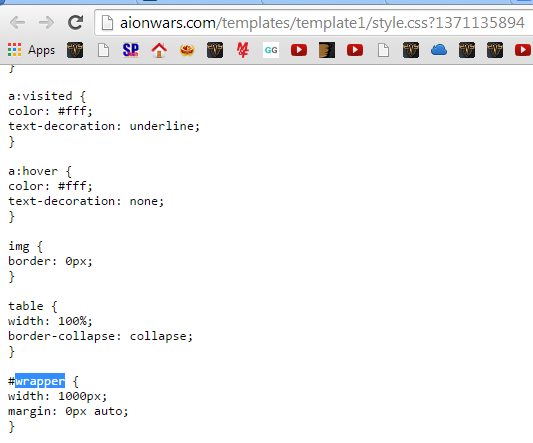 aionwars.com/templates/template1/style.css?1371135894
Apps SP GG
}
a:visited {
color: #fff;
text-decoration: underline;
}
a:hover {
color: #fff;
text-decoration: none;
}
img {
border: 0px;
}
table {
width: 100%;
border-collapse: collapse;
}
#wrapper {
width: 1000px;
margin: 0px auto;
}